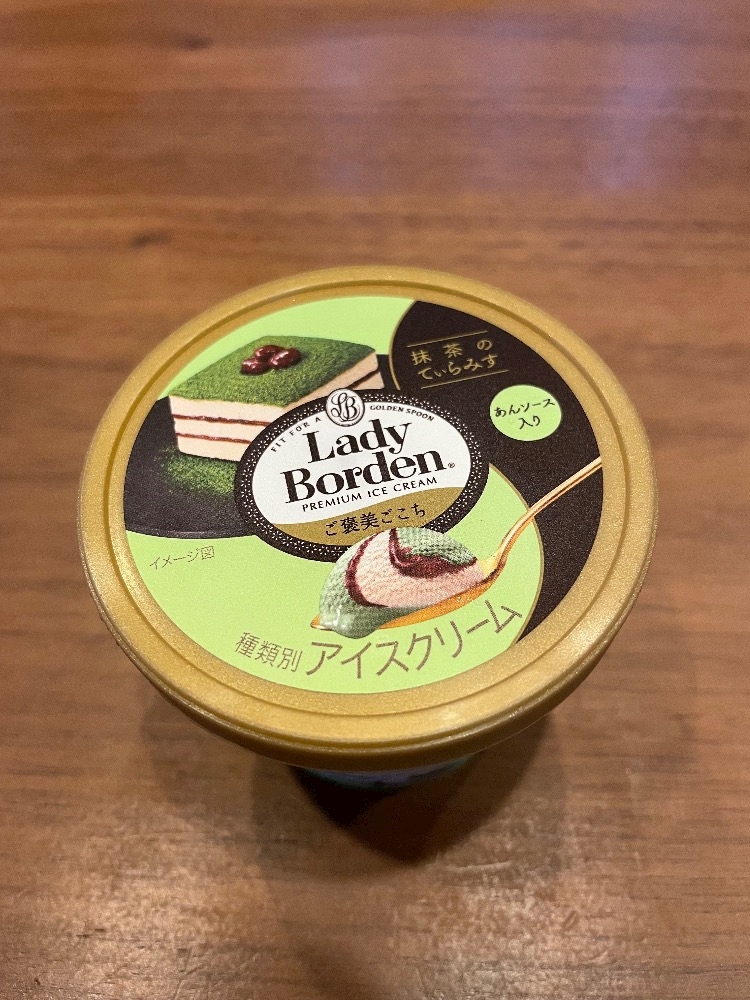 抹茶の
てぃらみす
あんソース
入り
FIT FOR A GOLDEN SPOON
LB
Lady
Borden®
PREMIUM ICE CREAM
ご褒美ごこち
イメージ図
種類別 アイスクリーム